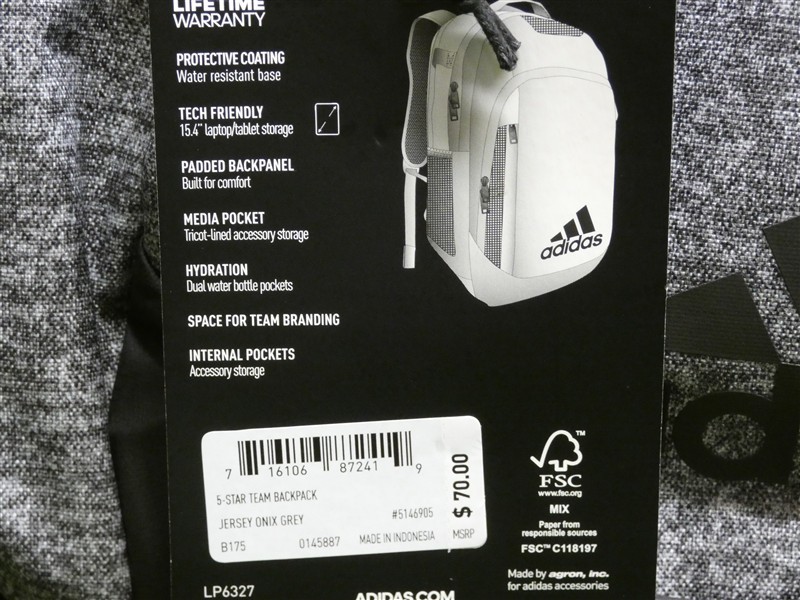 LIFETIME
WARRANTY
PROTECTIVE COATING
Water resistant base
TECH FRIENDLY
15.4" laptop/tablet storage
PADDED BACKPANEL
Built for comfort
MEDIA POCKET
Tricot-lined accessory storage
HYDRATION
Dual water bottle pockets
SPACE FOR TEAM BRANDING
INTERNAL POCKETS
Accessory storage
adidas
7 16106 87241 9
5-STAR TEAM BACKPACK
JERSEY ONIX GREY #5146905
B175 0145887 MADE IN INDONESIA
$ 70.00
MSRP
FSC
www.fsc.org
MIX
Paper from
responsible sources
FSC™ C118197
Made by agron, inc.
for adidas accessories
LP6327
ADIDAS.COM